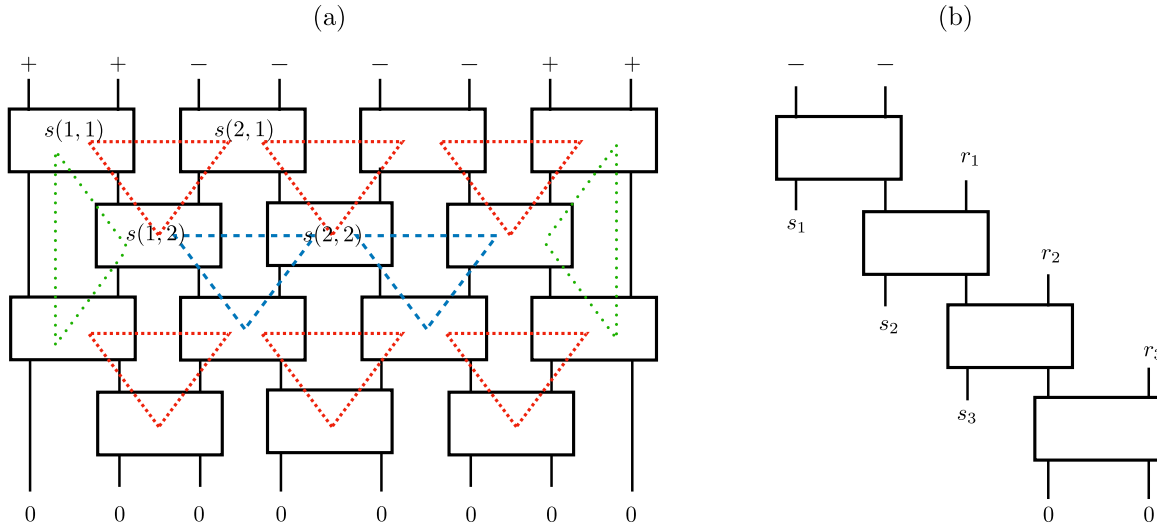 (a) (b)
+ + − − − − + +
− −
s(1, 1) s(2, 1)
r₁
s₁
s(1, 2) s(2, 2)
r₂
s₂
r₃
s₃
0 0 0 0 0 0 0 0
0 0